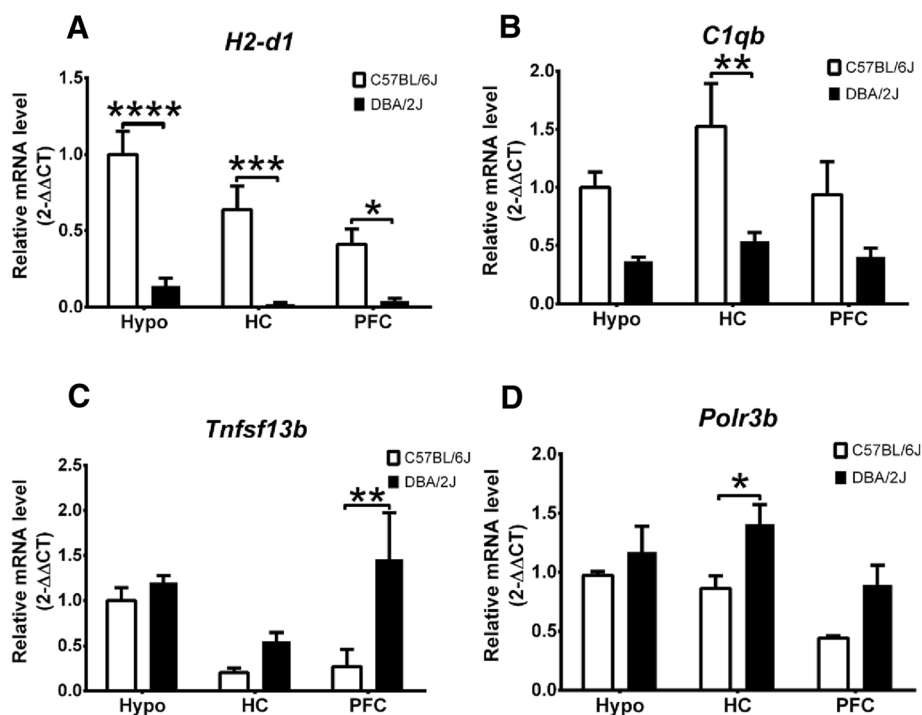 A
H2-d1
Relative mRNA level
(2-ΔΔCT)
1.5
1.0
0.5
0.0
C57BL/6J
DBA/2J
****
***
*
Hypo HC PFC
B
C1qb
Relative mRNA level
(2-ΔΔCT)
2.0
1.5
1.0
0.5
0.0
C57BL/6J
DBA/2J
**
Hypo HC PFC
C
Tnfsf13b
Relative mRNA level
(2-ΔΔCT)
2.5
2.0
1.5
1.0
0.5
0.0
C57BL/6J
DBA/2J
**
Hypo HC PFC
D
Polr3b
Relative mRNA level
(2-ΔΔCT)
2.0
1.5
1.0
0.5
0.0
C57BL/6J
DBA/2J
*
Hypo HC PFC